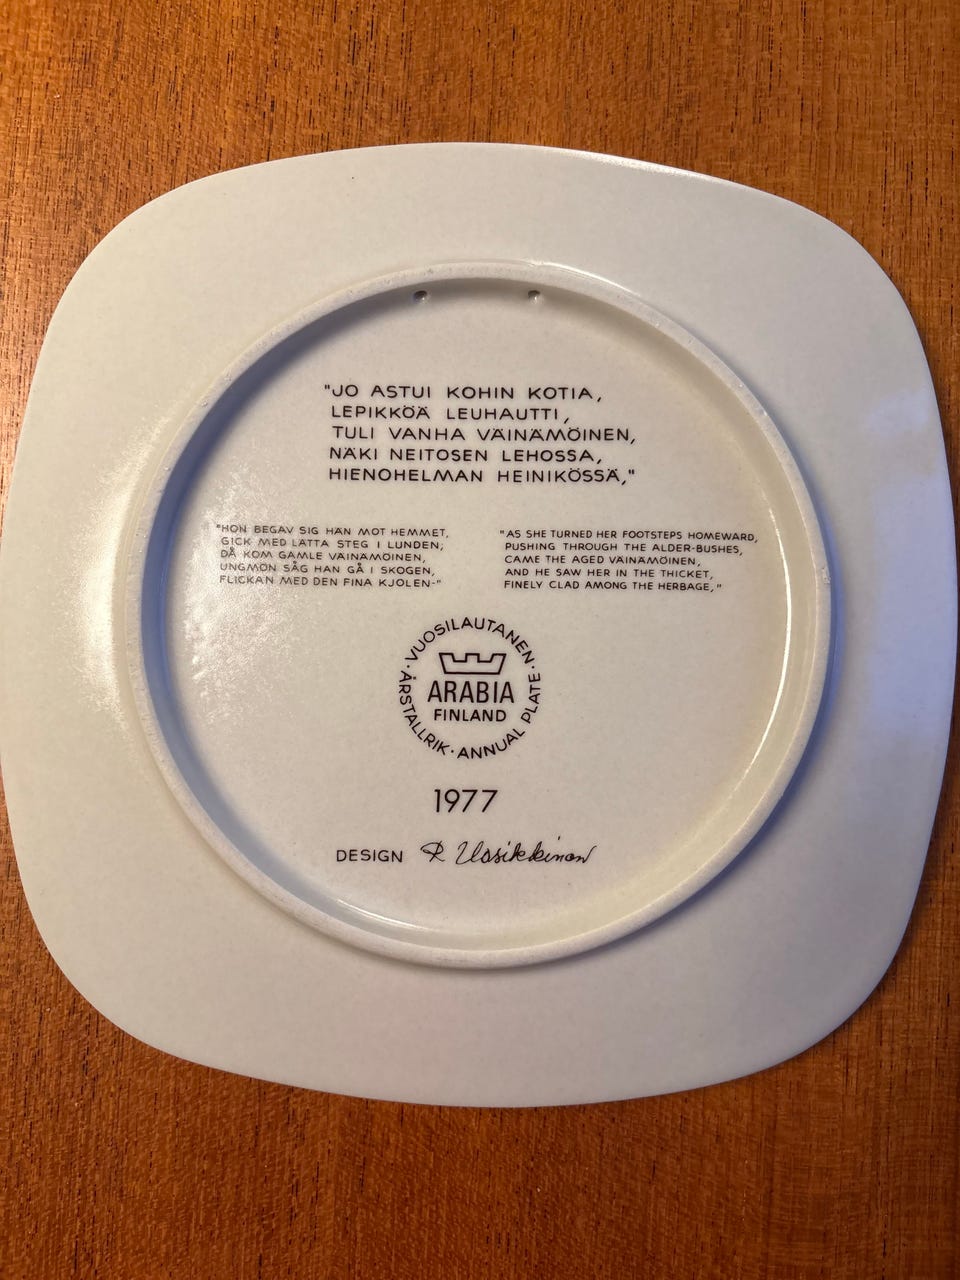 "JO ASTUI KOHIN KOTIA,
LEPIKKÖÄ LEUHAUTTI,
TULI VANHA VÄINÄMÖINEN,
NÄKI NEITOSEN LEHOSSA,
HIENOHELMAN HEINIKÖSSÄ,"
"HON BEGAV SIG HÄN MOT HEMMET,
GICK MED LÄTTA STEG I LUNDEN;
DÅ KOM GAMLE VÄINÄMÖINEN,
UNGMÖN SÅG HAN GÅ I SKOGEN,
FLICKAN MED DEN FINA KJOLEN-"
"AS SHE TURNED HER FOOTSTEPS HOMEWARD,
PUSHING THROUGH THE ALDER-BUSHES,
CAME THE AGED VÄINÄMÖINEN,
AND HE SAW HER IN THE THICKET,
FINELY CLAD AMONG THE HERBAGE,"
· VUOSILAUTANEN ·
ARABIA
FINLAND
ÅRSTALLRIK · ANNUAL PLATE
1977
DESIGN R Uosikkinen